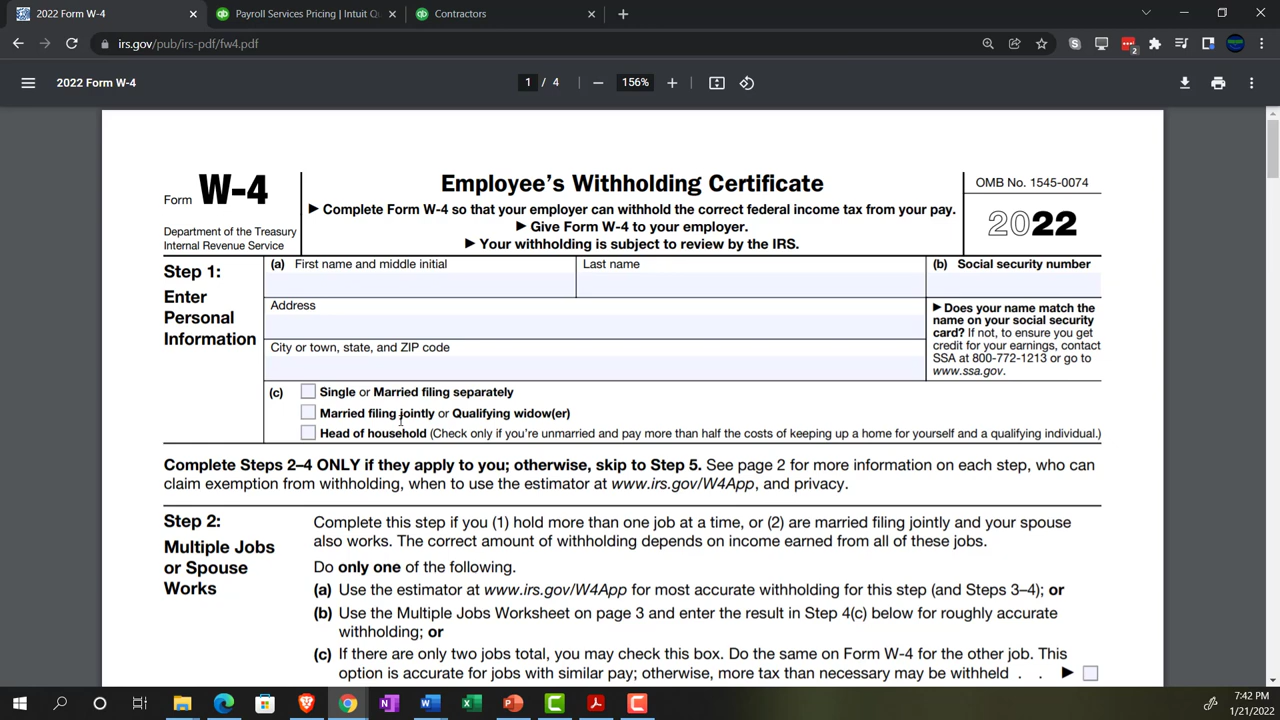 2022 Form W-4
Payroll Services Pricing | Intuit Q
Contractors
irs.gov/pub/irs-pdf/fw4.pdf
2
2022 Form W-4
1 / 4
156%
Form W-4
Department of the Treasury
Internal Revenue Service
Employee's Withholding Certificate
▶ Complete Form W-4 so that your employer can withhold the correct federal income tax from your pay.
▶ Give Form W-4 to your employer.
▶ Your withholding is subject to review by the IRS.
OMB No. 1545-0074
2022
Step 1:
Enter
Personal
Information
(a) First name and middle initial
Last name
(b) Social security number
Address
City or town, state, and ZIP code
▶ Does your name match the
name on your social security
card? If not, to ensure you get
credit for your earnings, contact
SSA at 800-772-1213 or go to
www.ssa.gov.
(c) Single or Married filing separately
Married filing jointly or Qualifying widow(er)
Head of household (Check only if you're unmarried and pay more than half the costs of keeping up a home for yourself and a qualifying individual.)
Complete Steps 2–4 ONLY if they apply to you; otherwise, skip to Step 5. See page 2 for more information on each step, who can
claim exemption from withholding, when to use the estimator at www.irs.gov/W4App, and privacy.
Step 2:
Multiple Jobs
or Spouse
Works
Complete this step if you (1) hold more than one job at a time, or (2) are married filing jointly and your spouse
also works. The correct amount of withholding depends on income earned from all of these jobs.
Do only one of the following.
(a) Use the estimator at www.irs.gov/W4App for most accurate withholding for this step (and Steps 3–4); or
(b) Use the Multiple Jobs Worksheet on page 3 and enter the result in Step 4(c) below for roughly accurate
withholding; or
(c) If there are only two jobs total, you may check this box. Do the same on Form W-4 for the other job. This
option is accurate for jobs with similar pay; otherwise, more tax than necessary may be withheld . . ▶
7:42 PM
1/21/2022